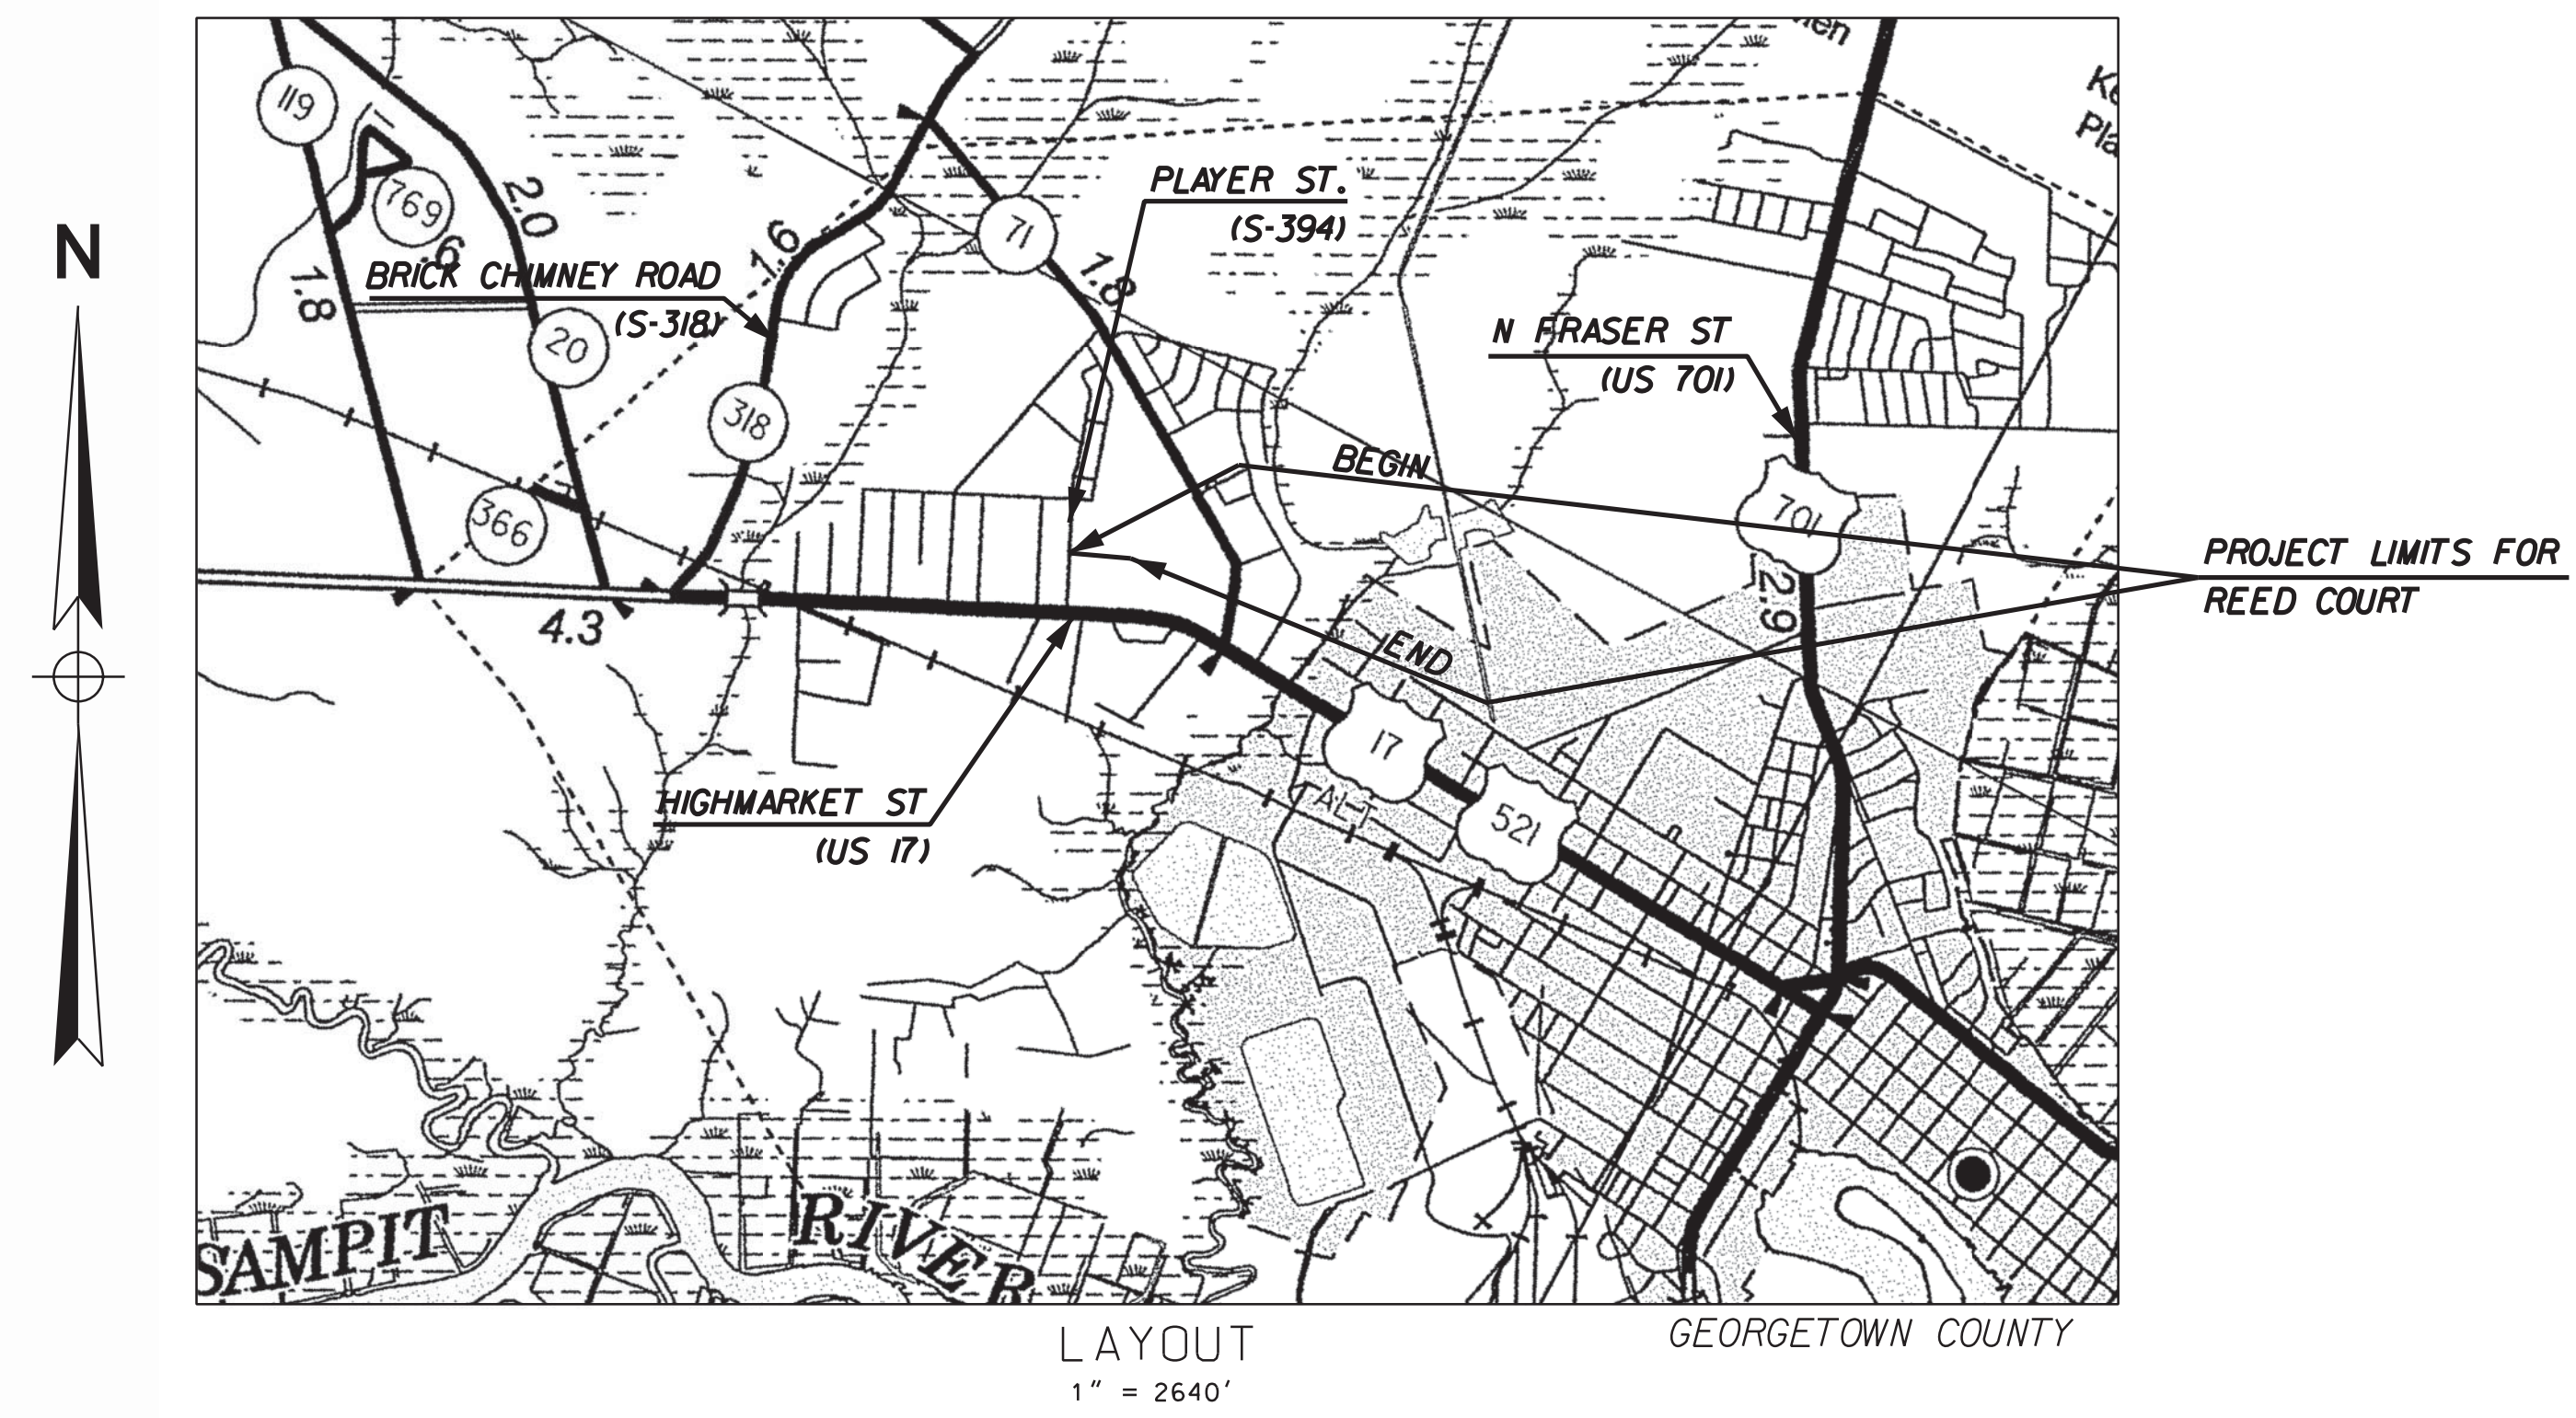 119
769
.6
2.0
1.8
20
366
4.3
1.6
318
71
1.8
BRICK CHIMNEY ROAD
(S-318)
PLAYER ST.
(S-394)
N FRASER ST
(US 701)
701
2.9
BEGIN
END
PROJECT LIMITS FOR
REED COURT
HIGHMARKET ST
(US 17)
17
ALT
521
SAMPIT RIVER
N
LAYOUT
1" = 2640'
GEORGETOWN COUNTY